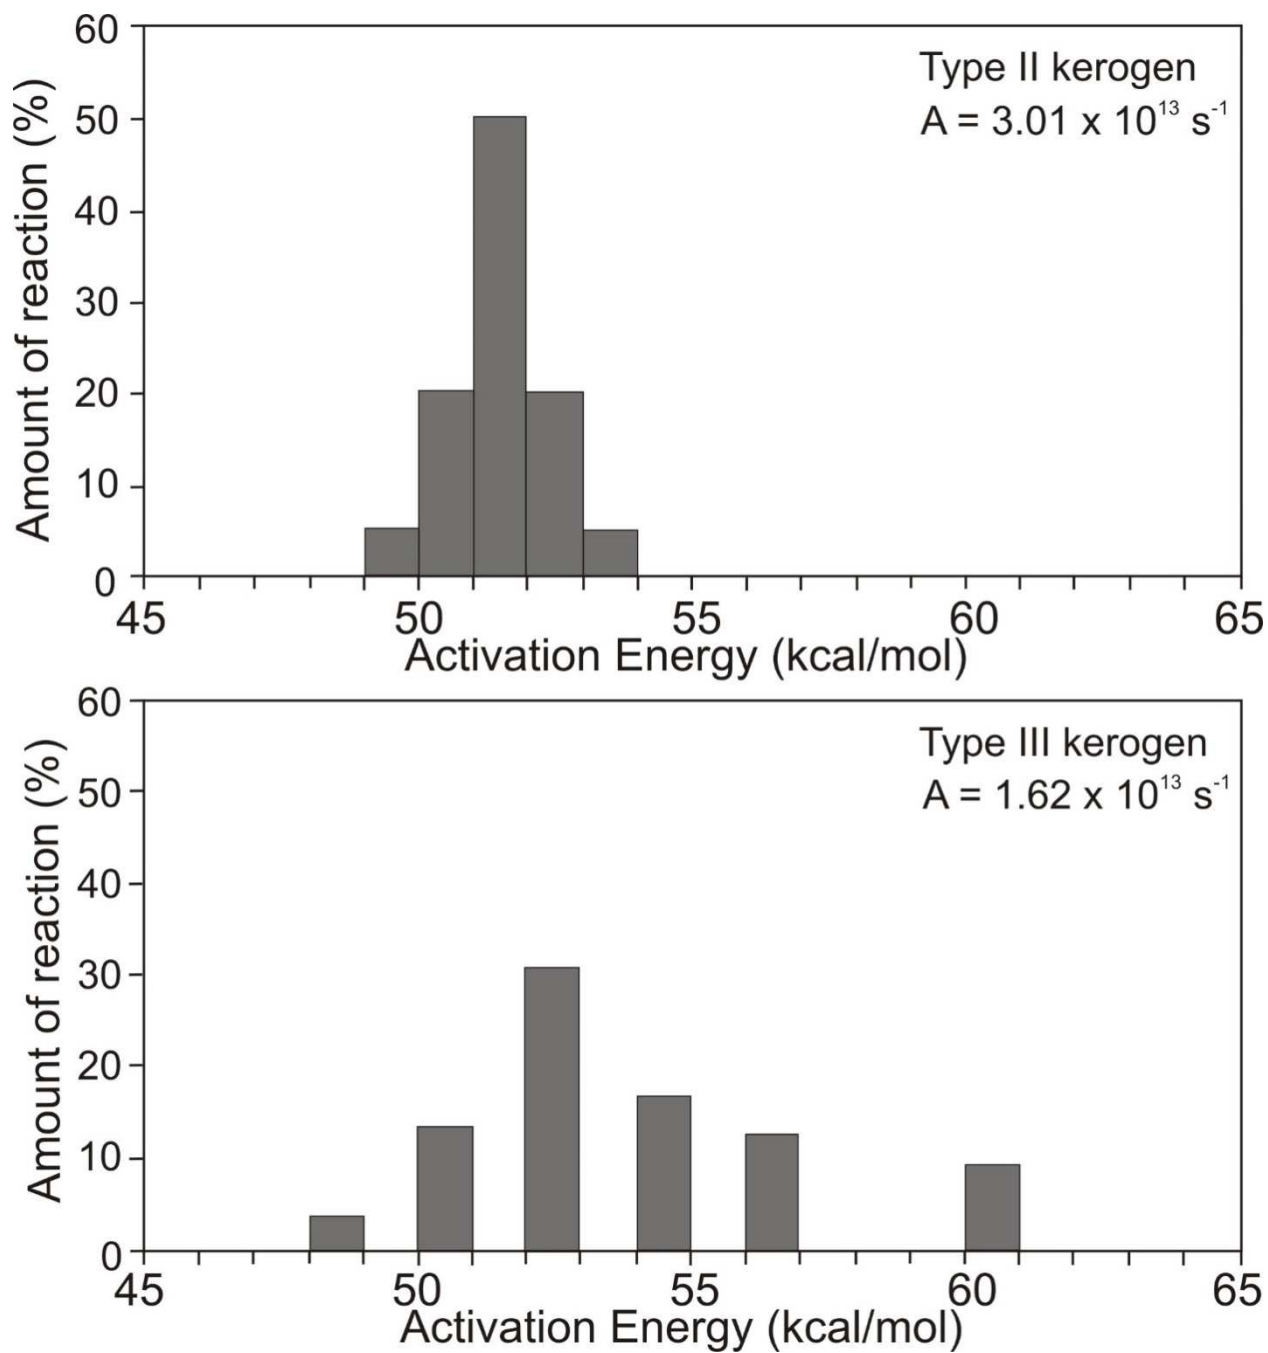 60
50
40
30
20
10
0
Amount of reaction (%)
Type II kerogen
A = 3.01 x 10¹³ s⁻¹
45 50 55 60 65
Activation Energy (kcal/mol)
60
50
40
30
20
10
0
Amount of reaction (%)
Type III kerogen
A = 1.62 x 10¹³ s⁻¹
45 50 55 60 65
Activation Energy (kcal/mol)